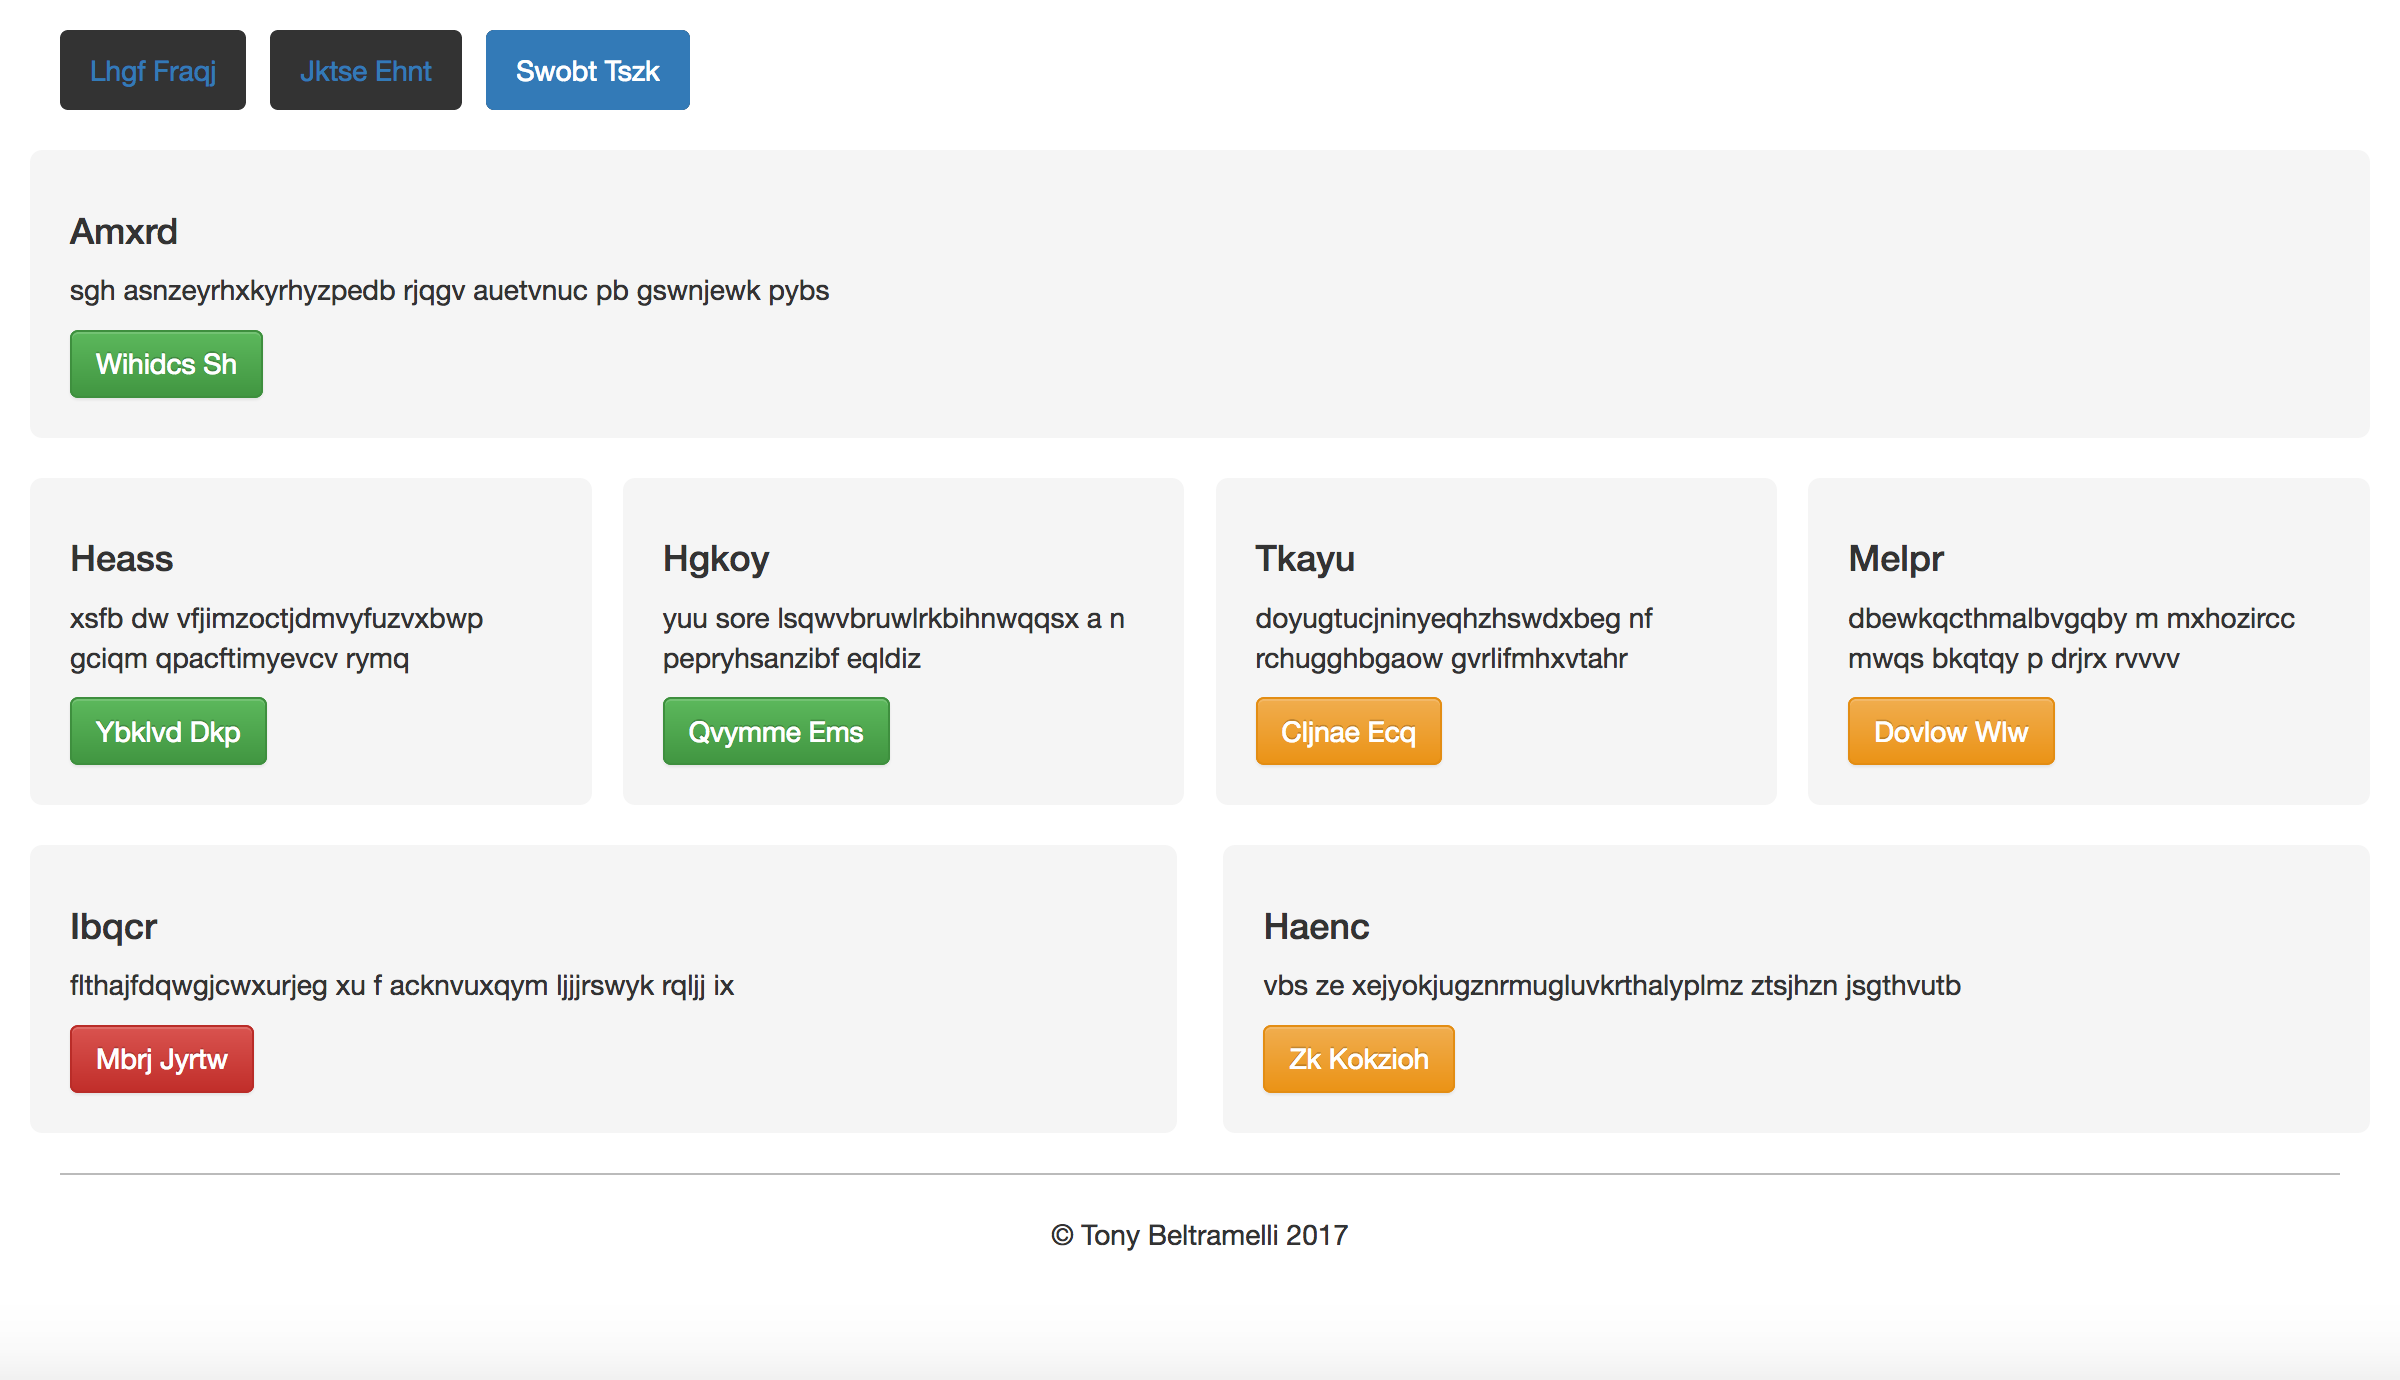 Lhgf Fraqj
Jktse Ehnt
Swobt Tszk
Amxrd
sgh asnzeyrhxkyrhyzpedb rjqgv auetvnuc pb gswnjewk pybs
Wihidcs Sh
Heass
xsfb dw vfjimzoctjdmvyfuzvxbwp
gciqm qpacftimyevcv rymq
Ybklvd Dkp
Hgkoy
yuu sore lsqwvbruwlrkbihnwqqsx a n
pepryhsanzibf eqldiz
Qvymme Ems
Tkayu
doyugtucjninyeqhzhswdxbeg nf
rchugghbgaow gvrlifmhxvtahr
Cljnae Ecq
Melpr
dbewkqcthmalbvgqby m mxhozircc
mwqs bkqtqy p drjrx rvvvv
Dovlow Wlw
Ibqcr
flthajfdqwgjcwxurjeg xu f acknvuxqym ljjjrswyk rqljj ix
Mbrj Jyrtw
Haenc
vbs ze xejyokjugznrmugluvkrthalyplmz ztsjhzn jsgthvutb
Zk Kokzioh
© Tony Beltramelli 2017